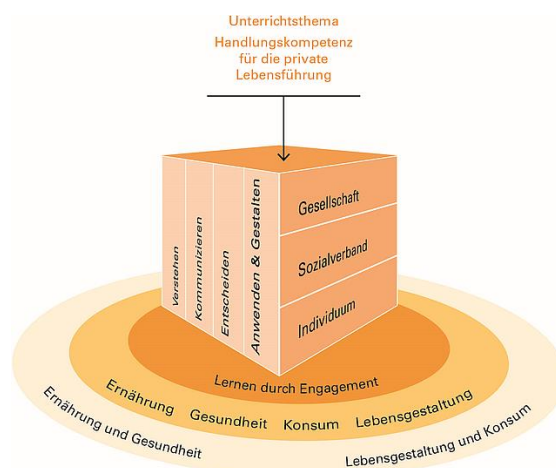 Unterrichtsthema
Handlungskompetenz
für die private
Lebensführung
Verstehen
Kommunizieren
Entscheiden
Anwenden & Gestalten
Gesellschaft
Sozialverband
Individuum
Lernen durch Engagement
Ernährung Gesundheit Konsum Lebensgestaltung
Ernährung und Gesundheit
Lebensgestaltung und Konsum